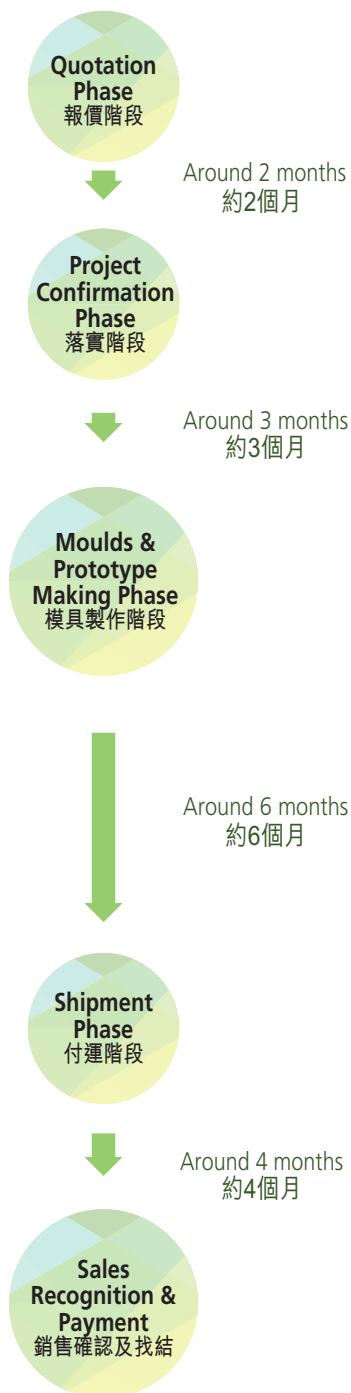 Quotation
Phase
報價階段
Around 2 months
約2個月
Project
Confirmation
Phase
落實階段
Around 3 months
約3個月
Moulds &
Prototype
Making Phase
模具製作階段
Around 6 months
約6個月
Shipment
Phase
付運階段
Around 4 months
約4個月
Sales
Recognition &
Payment
銷售確認及找結